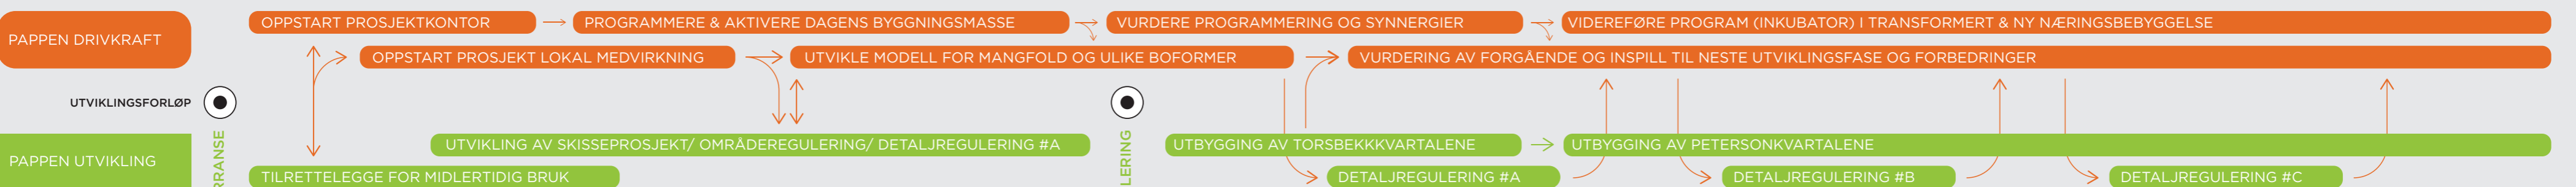 OPPSTART PROSJEKTKONTOR
PROGRAMMERE & AKTIVERE DAGENS BYGGNINGSMASSE
VURDERE PROGRAMMERING OG SYNNERGIER
VIDEREFØRE PROGRAM (INKUBATOR) I TRANSFORMERT & NY NÆRINGSBEBYGGELSE
PAPPEN DRIVKRAFT
OPPSTART PROSJEKT LOKAL MEDVIRKNING
UTVIKLE MODELL FOR MANGFOLD OG ULIKE BOFORMER
VURDERING AV FORGÅENDE OG INSPILL TIL NESTE UTVIKLINGSFASE OG FORBEDRINGER
UTVIKLINGSFORLØP
RRANSE
LERING
UTVIKLING AV SKISSEPROSJEKT/ OMRÅDEREGULERING/ DETALJREGULERING #A
UTBYGGING AV TORSBEKKKVARTALENE
UTBYGGING AV PETERSONKVARTALENE
PAPPEN UTVIKLING
TILRETTELEGGE FOR MIDLERTIDIG BRUK
DETALJREGULERING #A
DETALJREGULERING #B
DETALJREGULERING #C